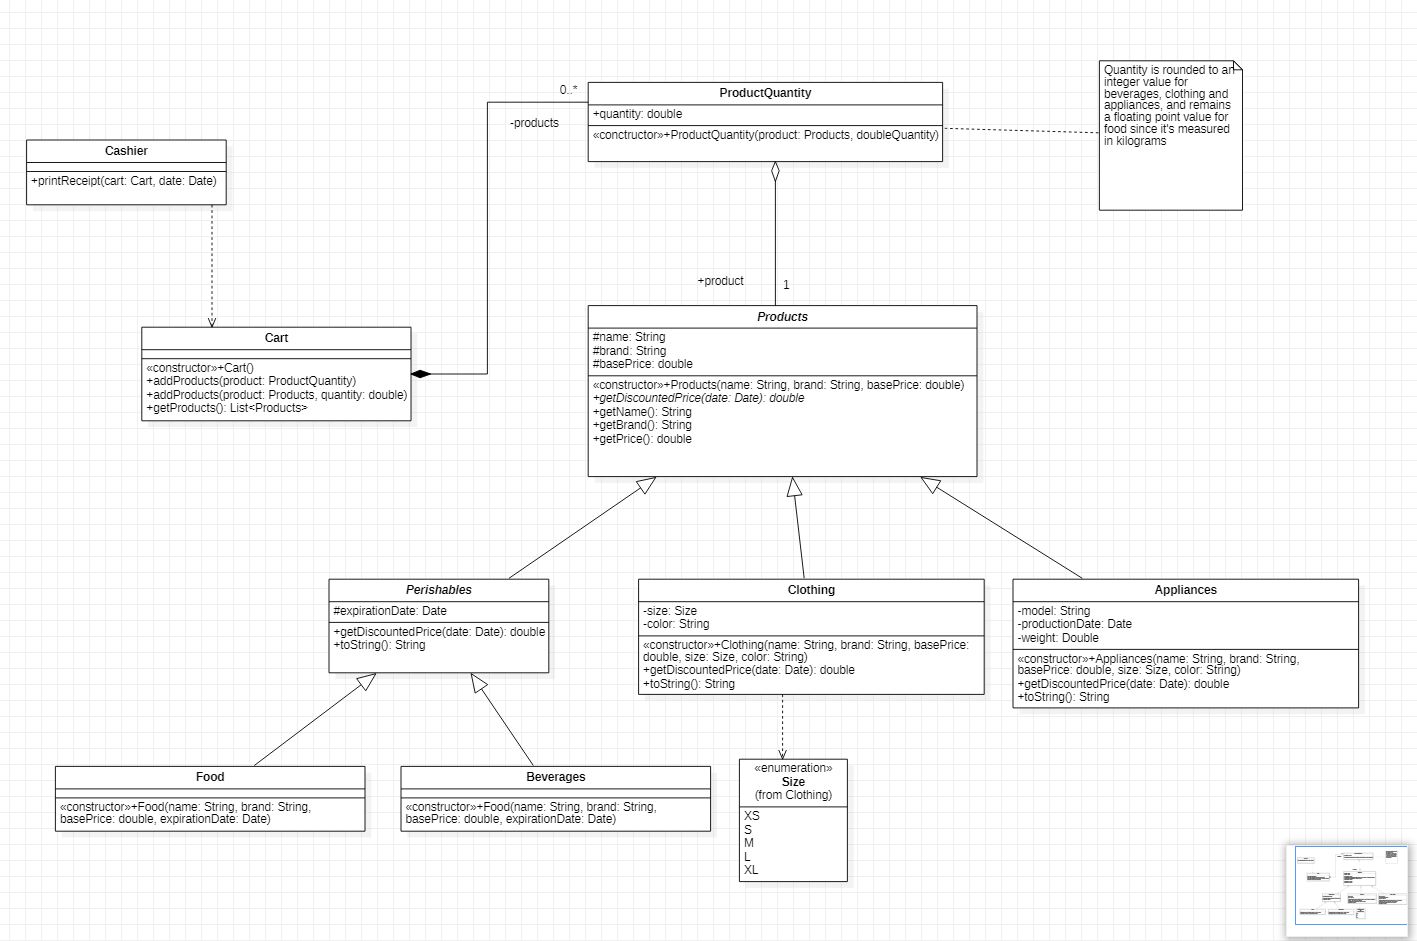 0..*
-products
ProductQuantity
+quantity: double
«conctructor»+ProductQuantity(product: Products, doubleQuantity)
Quantity is rounded to an
integer value for
beverages, clothing and
appliances, and remains
a floating point value for
food since it's measured
in kilograms
Cashier
+printReceipt(cart: Cart, date: Date)
+product
1
Cart
«constructor»+Cart()
+addProducts(product: ProductQuantity)
+addProducts(product: Products, quantity: double)
+getProducts(): List<Products>
Products
#name: String
#brand: String
#basePrice: double
«constructor»+Products(name: String, brand: String, basePrice: double)
+getDiscountedPrice(date: Date): double
+getName(): String
+getBrand(): String
+getPrice(): double
Perishables
#expirationDate: Date
+getDiscountedPrice(date: Date): double
+toString(): String
Clothing
-size: Size
-color: String
«constructor»+Clothing(name: String, brand: String, basePrice:
double, size: Size, color: String)
+getDiscountedPrice(date: Date): double
+toString(): String
Appliances
-model: String
-productionDate: Date
-weight: Double
«constructor»+Appliances(name: String, brand: String,
basePrice: double, size: Size, color: String)
+getDiscountedPrice(date: Date): double
+toString(): String
Food
«constructor»+Food(name: String, brand: String,
basePrice: double, expirationDate: Date)
Beverages
«constructor»+Food(name: String, brand: String,
basePrice: double, expirationDate: Date)
«enumeration»
Size
(from Clothing)
XS
S
M
L
XL